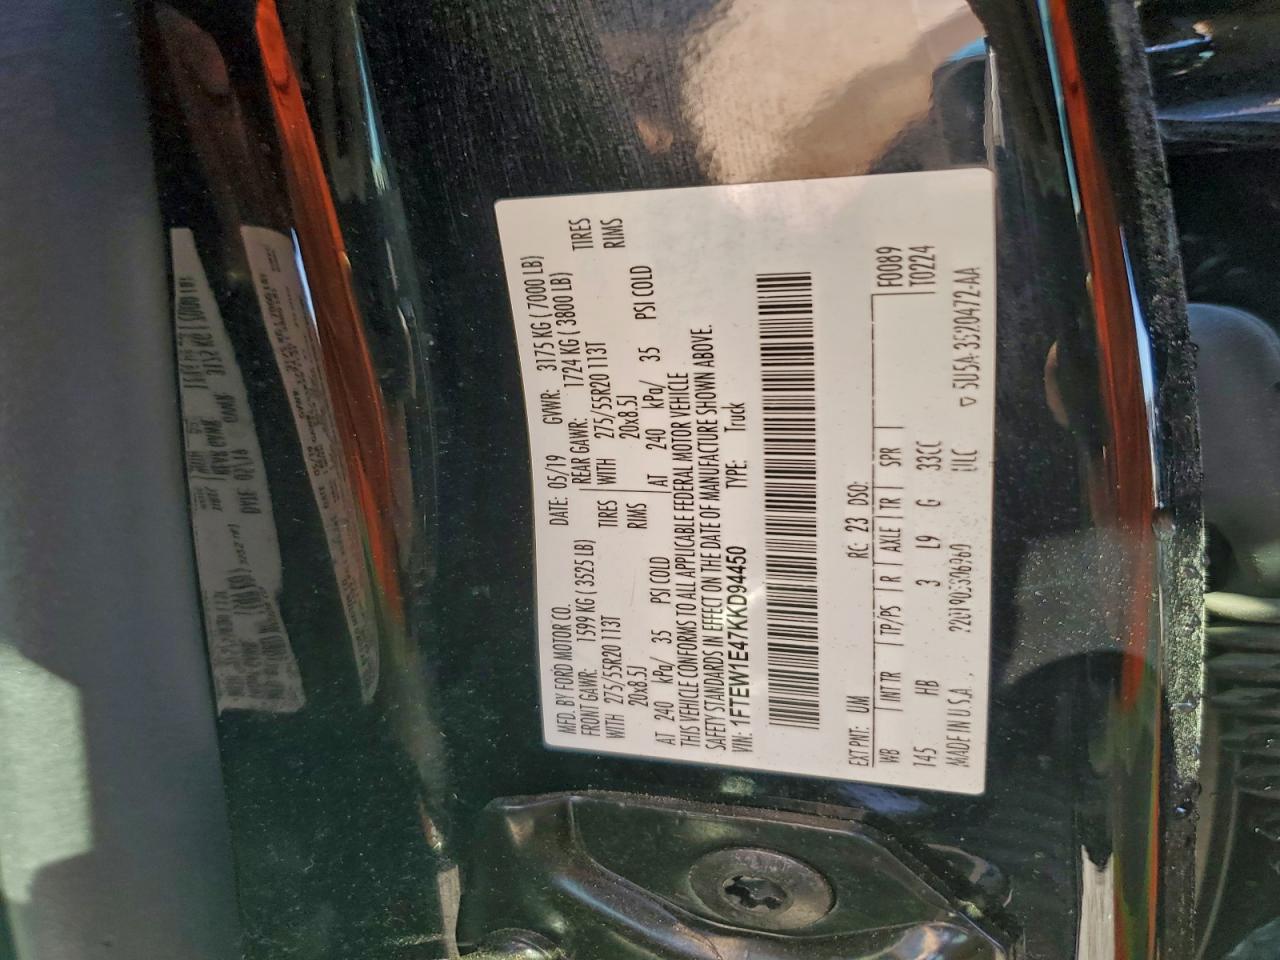 MFD. BY FORD MOTOR CO. DATE: 05/19 GVWR: 3175 KG ( 7000 LB)
FRONT GAWR: 1599 KG ( 3525 LB) REAR GAWR: 1724 KG ( 3800 LB)
WITH 275/55R20 113T TIRES WITH 275/55R20 113T TIRES
20x8.5J RIMS 20x8.5J RIMS
AT 240 kPa/ 35 PSI COLD AT 240 kPa/ 35 PSI COLD
THIS VEHICLE CONFORMS TO ALL APPLICABLE FEDERAL MOTOR VEHICLE
SAFETY STANDARDS IN EFFECT ON THE DATE OF MANUFACTURE SHOWN ABOVE.
VIN: 1FTEW1E47KKD94450 TYPE: Truck
EXT PNT: UM RC: 23 DSO: F0089
WB INT TR TP/PS R AXLE TR SPR T0224
145 HB 3 L9 G 33CC
MADE IN U.S.A. 2201905306969 ULC ▽ 5U5A-3520472-AA